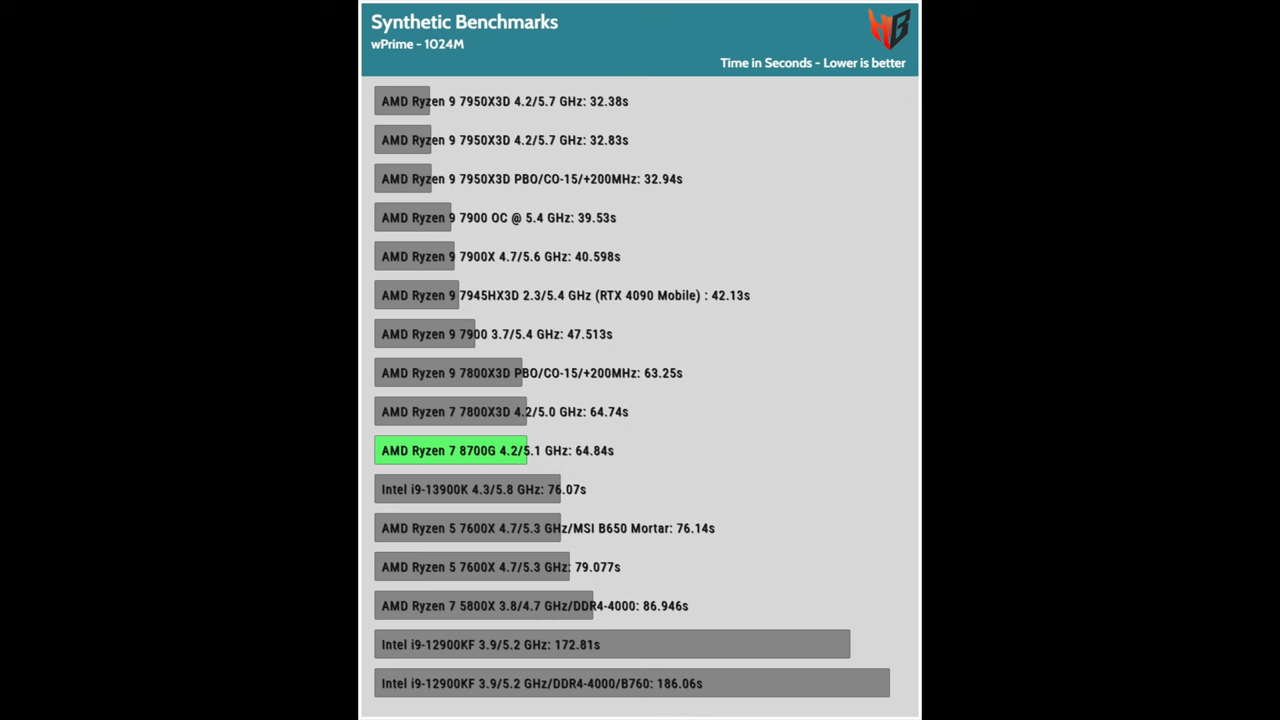 Synthetic Benchmarks
wPrime - 1024M
HB
Time in Seconds - Lower is better
AMD Ryzen 9 7950X3D 4.2/5.7 GHz: 32.38s
AMD Ryzen 9 7950X3D 4.2/5.7 GHz: 32.83s
AMD Ryzen 9 7950X3D PBO/CO-15/+200MHz: 32.94s
AMD Ryzen 9 7900 OC @ 5.4 GHz: 39.53s
AMD Ryzen 9 7900X 4.7/5.6 GHz: 40.598s
AMD Ryzen 9 7945HX3D 2.3/5.4 GHz (RTX 4090 Mobile) : 42.13s
AMD Ryzen 9 7900 3.7/5.4 GHz: 47.513s
AMD Ryzen 9 7800X3D PBO/CO-15/+200MHz: 63.25s
AMD Ryzen 7 7800X3D 4.2/5.0 GHz: 64.74s
AMD Ryzen 7 8700G 4.2/5.1 GHz: 64.84s
Intel i9-13900K 4.3/5.8 GHz: 76.07s
AMD Ryzen 5 7600X 4.7/5.3 GHz/MSI B650 Mortar: 76.14s
AMD Ryzen 5 7600X 4.7/5.3 GHz: 79.077s
AMD Ryzen 7 5800X 3.8/4.7 GHz/DDR4-4000: 86.946s
Intel i9-12900KF 3.9/5.2 GHz: 172.81s
Intel i9-12900KF 3.9/5.2 GHz/DDR4-4000/B760: 186.06s